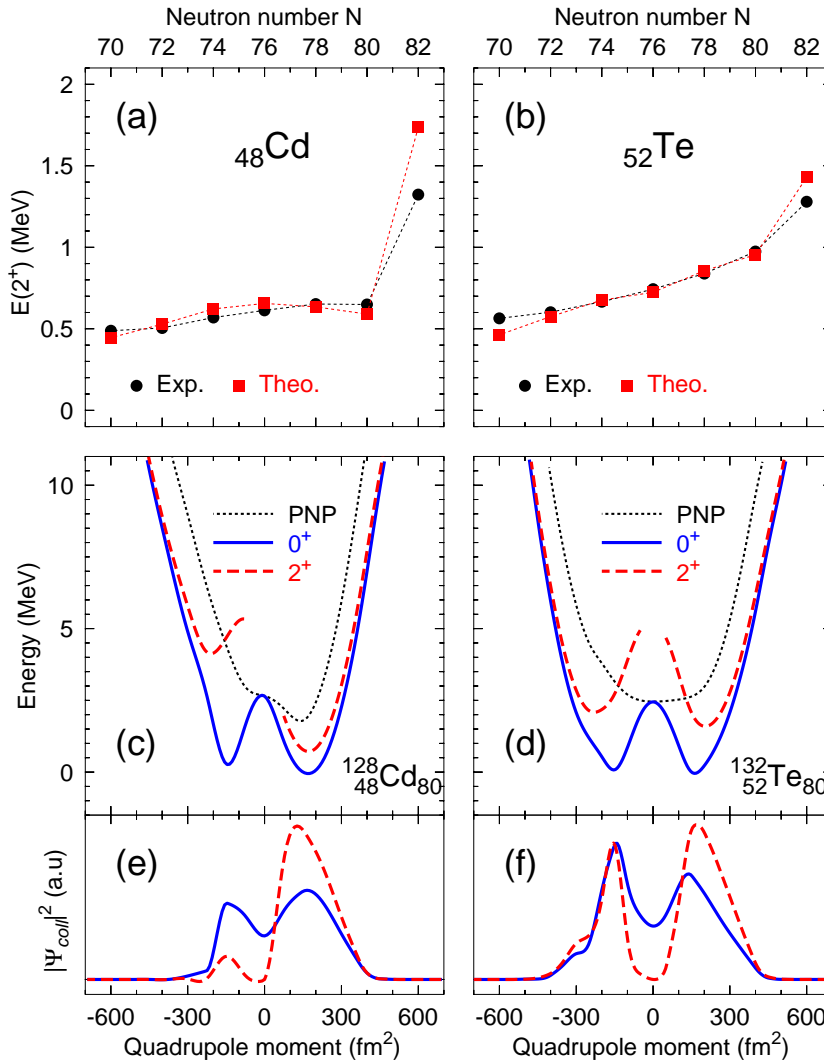 Neutron number N Neutron number N
70 72 74 76 78 80 82 70 72 74 76 78 80 82
2 (a) (b)
48Cd 52Te
1.5
1
0.5
0
E(2+) (MeV)
Exp. Theo. Exp. Theo.
10
PNP PNP
0+ 0+
2+ 2+
5
Energy (MeV)
(c) (d)
0 128 48Cd80 132 52Te80
(e) (f)
|Ψcoll|2 (a.u)
-600 -300 0 300 600 -600 -300 0 300 600
Quadrupole moment (fm2) Quadrupole moment (fm2)